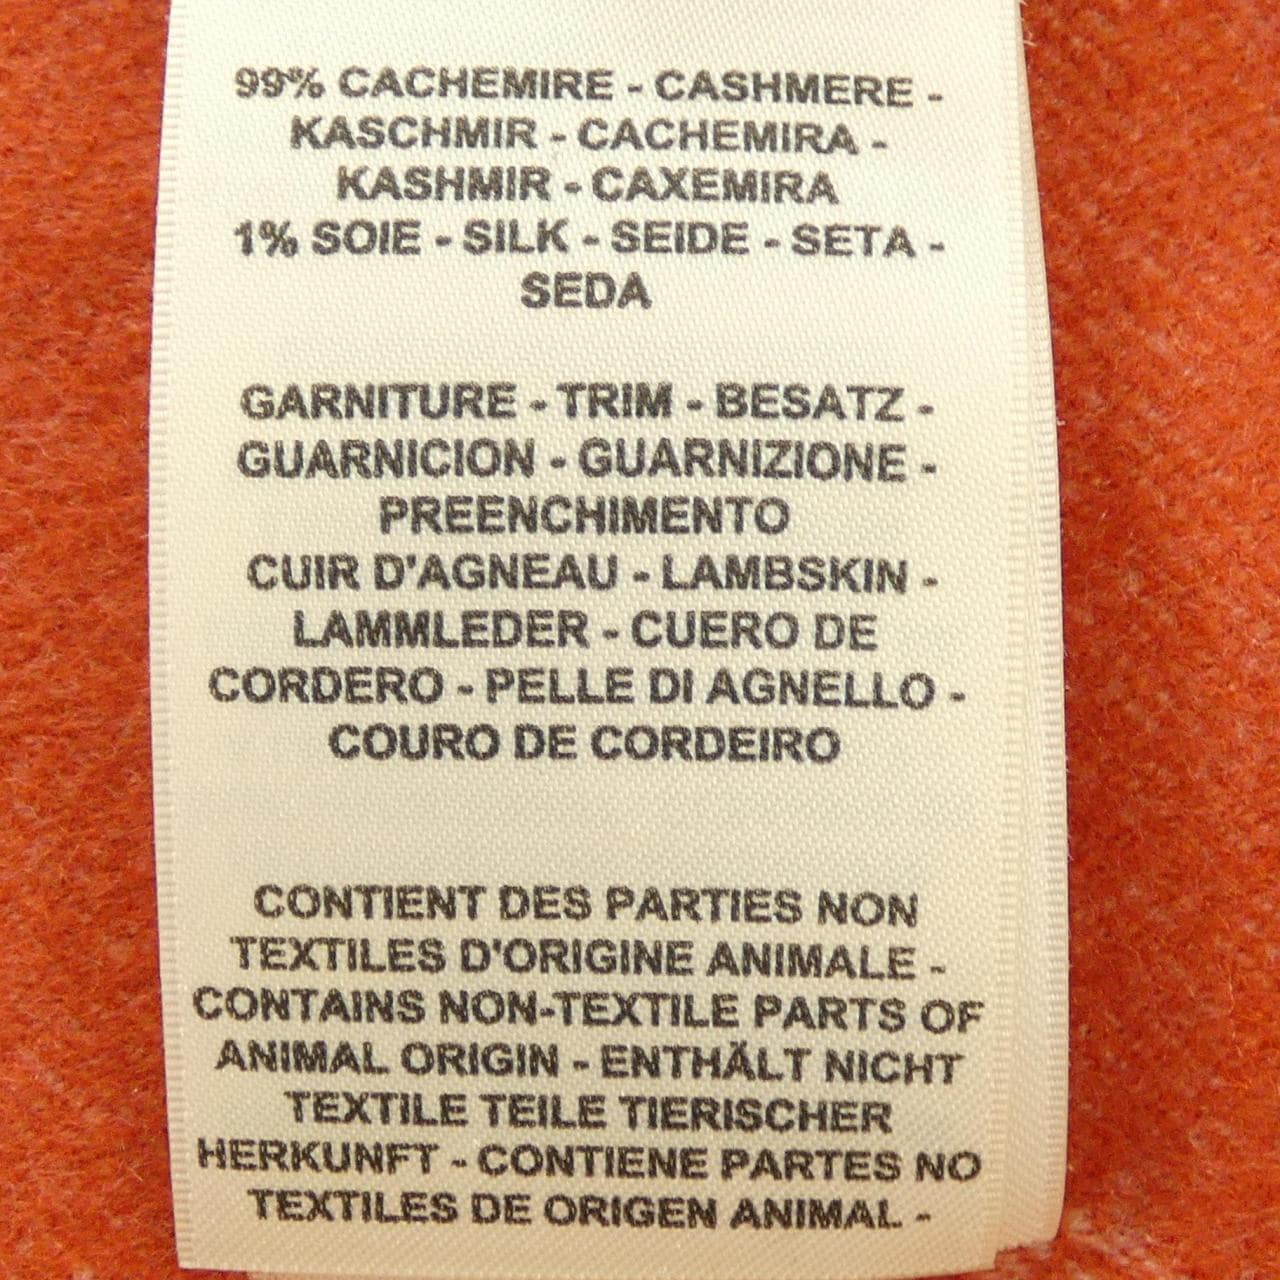 99% CACHEMIRE - CASHMERE -
KASCHMIR - CACHEMIRA -
KASHMIR - CAXEMIRA
1% SOIE - SILK - SEIDE - SETA -
SEDA
GARNITURE - TRIM - BESATZ -
GUARNICION - GUARNIZIONE -
PREENCHIMENTO
CUIR D'AGNEAU - LAMBSKIN -
LAMMLEDER - CUERO DE
CORDERO - PELLE DI AGNELLO -
COURO DE CORDEIRO
CONTIENT DES PARTIES NON
TEXTILES D'ORIGINE ANIMALE -
CONTAINS NON-TEXTILE PARTS OF
ANIMAL ORIGIN - ENTHÄLT NICHT
TEXTILE TEILE TIERISCHER
HERKUNFT - CONTIENE PARTES NO
TEXTILES DE ORIGEN ANIMAL -